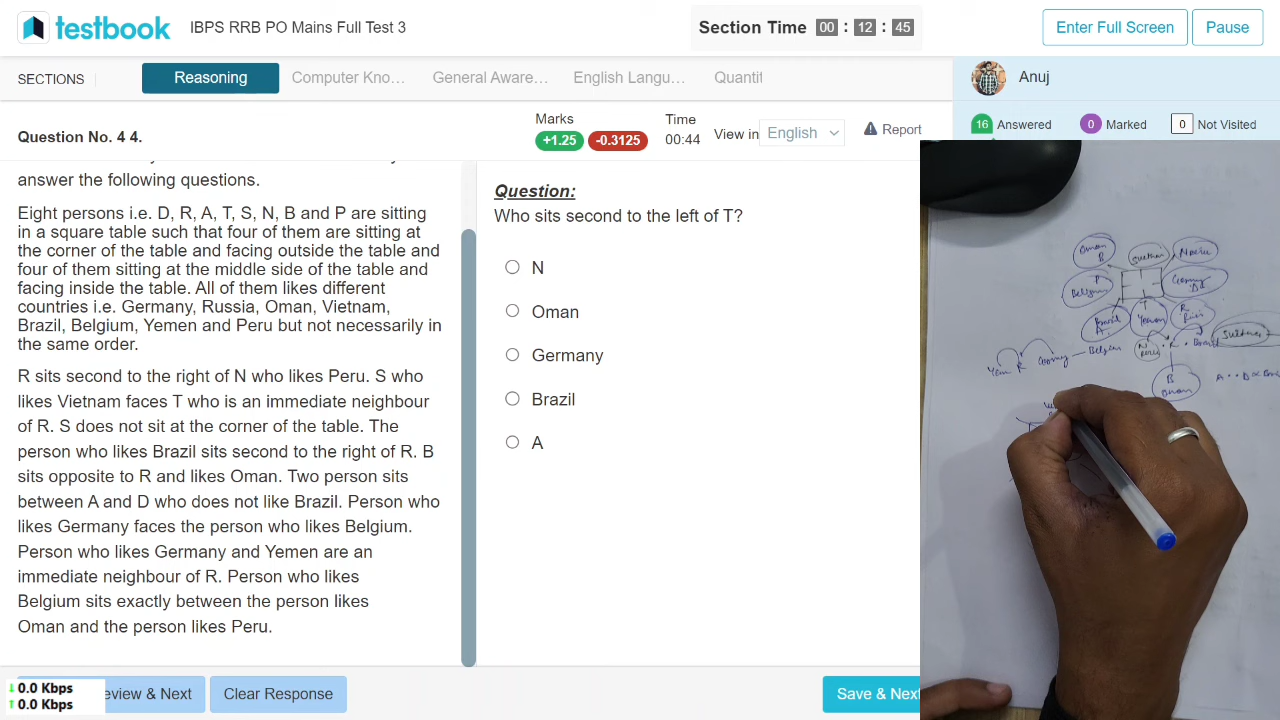 testbook
IBPS RRB PO Mains Full Test 3
Section Time 00 : 12 : 45
Enter Full Screen
Pause
SECTIONS
Reasoning
Computer Kno...
General Aware...
English Langu...
Quantit
Anuj
Question No. 4 4.
Marks
+1.25 -0.3125
Time
00:44
View in English
Report
16 Answered
0 Marked
0 Not Visited
answer the following questions.
Eight persons i.e. D, R, A, T, S, N, B and P are sitting
in a square table such that four of them are sitting at
the corner of the table and facing outside the table and
four of them sitting at the middle side of the table and
facing inside the table. All of them likes different
countries i.e. Germany, Russia, Oman, Vietnam,
Brazil, Belgium, Yemen and Peru but not necessarily in
the same order.
R sits second to the right of N who likes Peru. S who
likes Vietnam faces T who is an immediate neighbour
of R. S does not sit at the corner of the table. The
person who likes Brazil sits second to the right of R. B
sits opposite to R and likes Oman. Two person sits
between A and D who does not like Brazil. Person who
likes Germany faces the person who likes Belgium.
Person who likes Germany and Yemen are an
immediate neighbour of R. Person who likes
Belgium sits exactly between the person likes
Oman and the person likes Peru.
Question:
Who sits second to the left of T?
N
Oman
Germany
Brazil
A
Oman
B
P
Belgium
T
Yemen
R
R
Belgium
B
Oman
eview & Next
Clear Response
Save & Nex
0.0 Kbps
0.0 Kbps